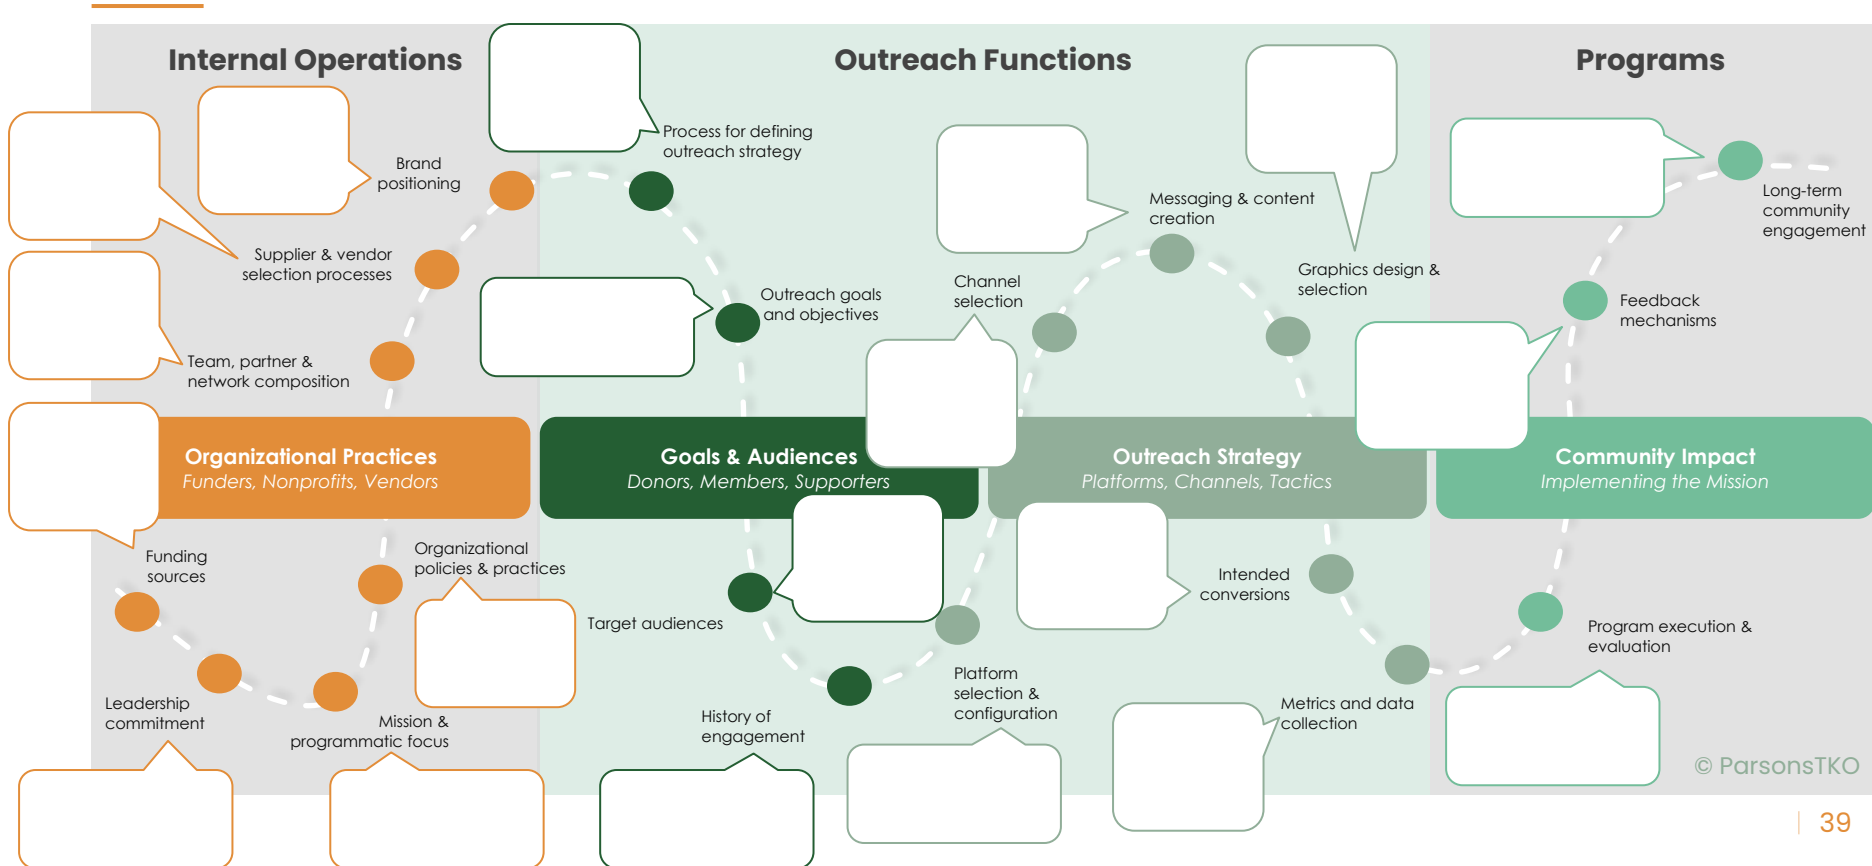 Internal Operations
Outreach Functions
Programs
Process for defining
outreach strategy
Brand
positioning
Supplier & vendor
selection processes
Team, partner &
network composition
Outreach goals
and objectives
Channel
selection
Messaging & content
creation
Graphics design &
selection
Long-term
community
engagement
Feedback
mechanisms
Organizational Practices
Funders, Nonprofits, Vendors
Goals & Audiences
Donors, Members, Supporters
Outreach Strategy
Platforms, Channels, Tactics
Community Impact
Implementing the Mission
Funding
sources
Organizational
policies & practices
Leadership
commitment
Mission &
programmatic focus
Target audiences
History of
engagement
Platform
selection &
configuration
Intended
conversions
Metrics and data
collection
Program execution &
evaluation
© ParsonsTKO
39